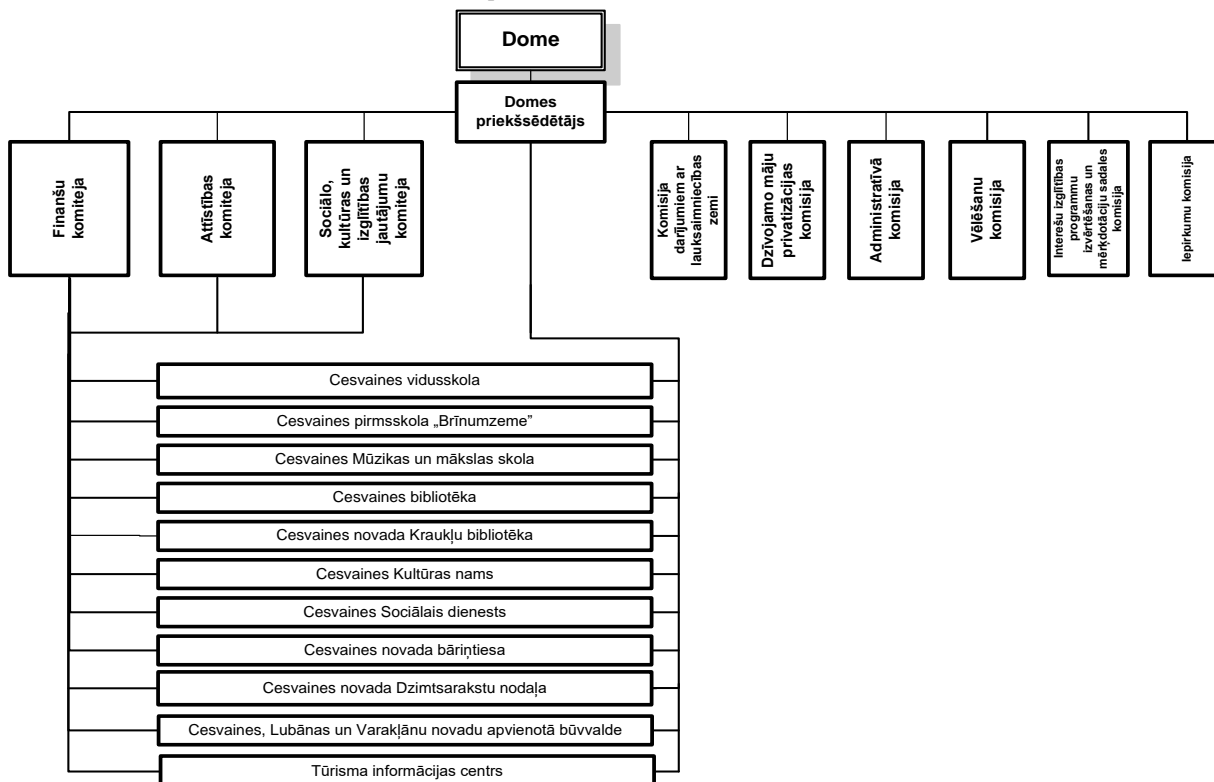 Dome
Domes
priekšsēdētājs
Finanšu
komiteja
Attīstības
komiteja
Sociālo,
kultūras un
izglītības
jautājumu
komiteja
Komisija
darījumiem ar
lauksaimniecības
zemi
Dzīvojamo māju
privatizācijas
komisija
Administratīvā
komisija
Vēlēšanu
komisija
Interešu izglītības
programmu
izvērtēšanas un
mērķdotāciju sadales
komisija
Iepirkumu komisija
Cesvaines vidusskola
Cesvaines pirmsskola „Brīnumzeme”
Cesvaines Mūzikas un mākslas skola
Cesvaines bibliotēka
Cesvaines novada Kraukļu bibliotēka
Cesvaines Kultūras nams
Cesvaines Sociālais dienests
Cesvaines novada bāriņtiesa
Cesvaines novada Dzimtsarakstu nodaļa
Cesvaines, Lubānas un Varakļānu novadu apvienotā būvvalde
Tūrisma informācijas centrs